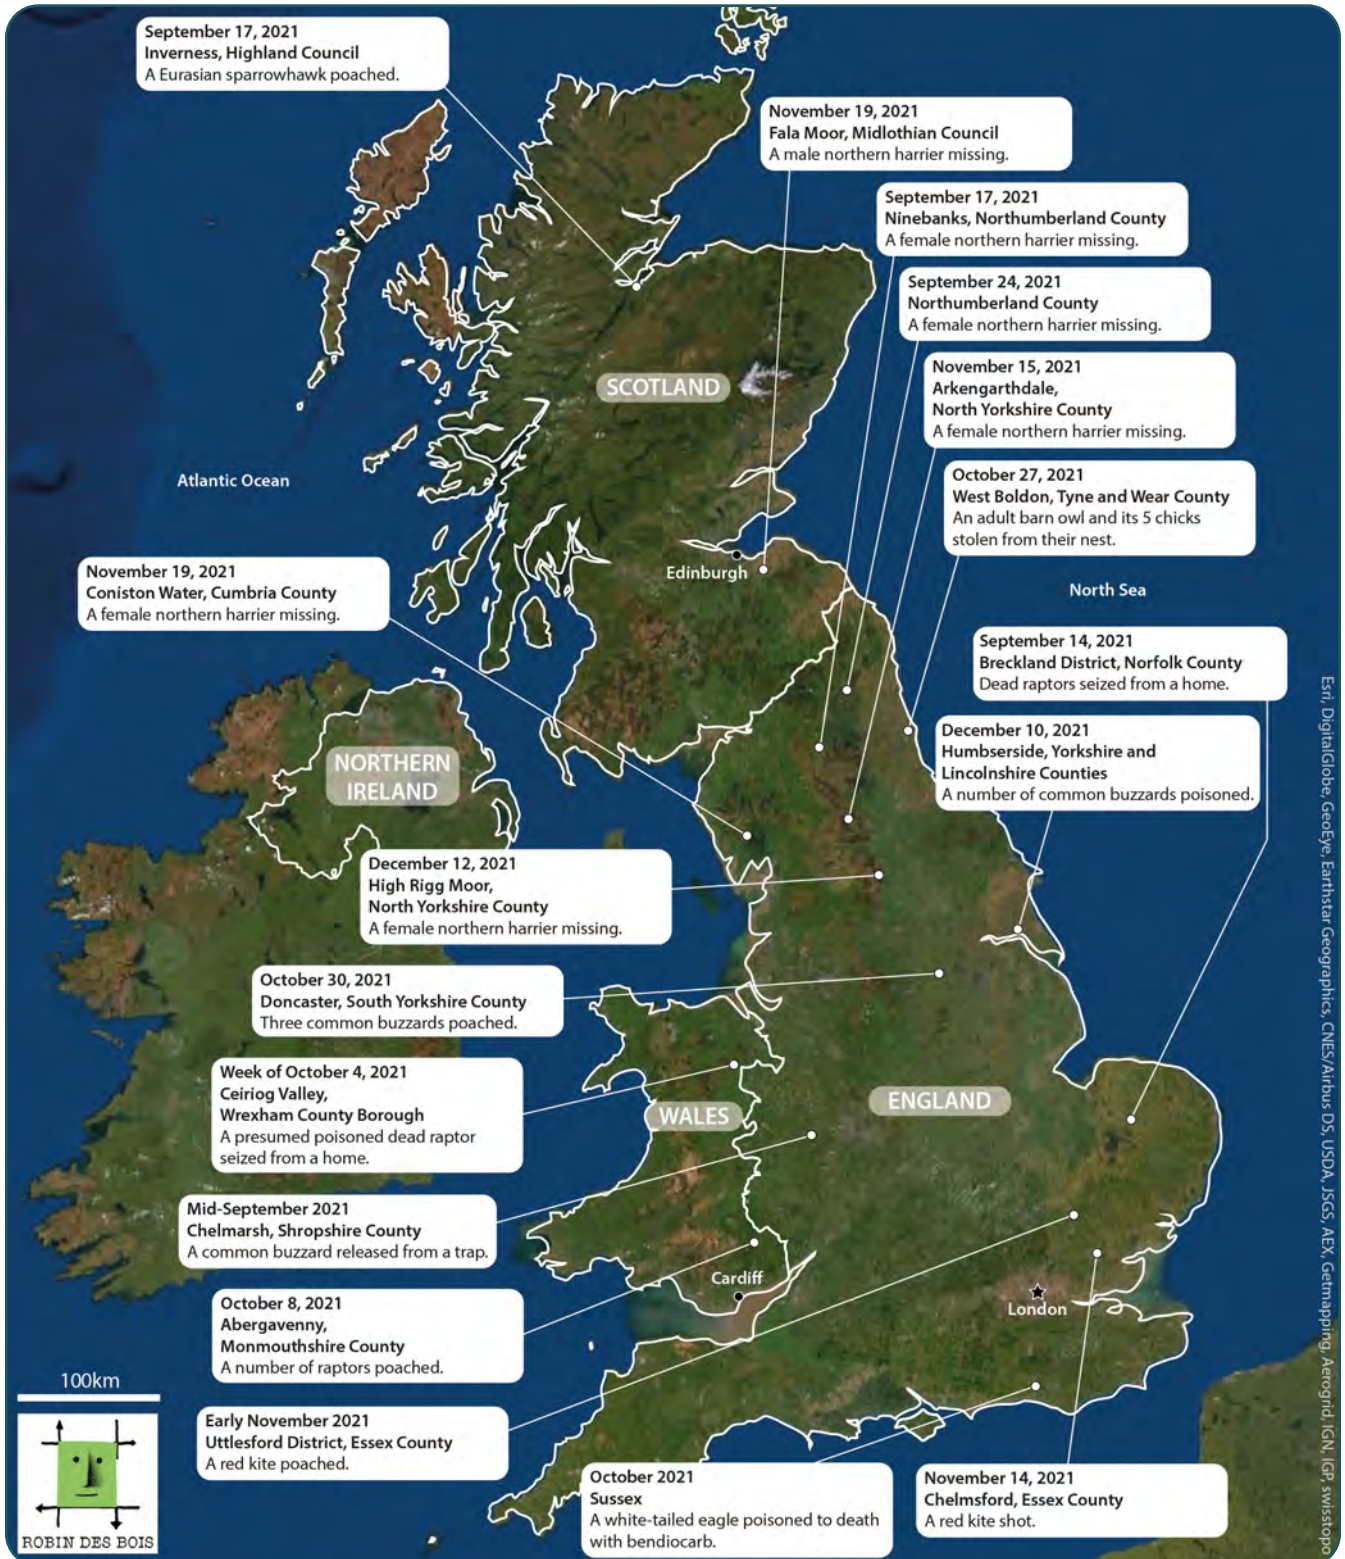 September 17, 2021
Inverness, Highland Council
A Eurasian sparrowhawk poached.
November 19, 2021
Fala Moor, Midlothian Council
A male northern harrier missing.
September 17, 2021
Ninebanks, Northumberland County
A female northern harrier missing.
September 24, 2021
Northumberland County
A female northern harrier missing.
November 15, 2021
Arkengarthdale,
North Yorkshire County
A female northern harrier missing.
SCOTLAND
October 27, 2021
West Boldon, Tyne and Wear County
An adult barn owl and its 5 chicks
stolen from their nest.
Atlantic Ocean
Edinburgh
North Sea
November 19, 2021
Coniston Water, Cumbria County
A female northern harrier missing.
September 14, 2021
Breckland District, Norfolk County
Dead raptors seized from a home.
December 10, 2021
Humbserside, Yorkshire and
Lincolnshire Counties
A number of common buzzards poisoned.
NORTHERN
IRELAND
December 12, 2021
High Rigg Moor,
North Yorkshire County
A female northern harrier missing.
October 30, 2021
Doncaster, South Yorkshire County
Three common buzzards poached.
Week of October 4, 2021
Ceiriog Valley,
Wrexham County Borough
A presumed poisoned dead raptor
seized from a home.
WALES
ENGLAND
Mid-September 2021
Chelmarsh, Shropshire County
A common buzzard released from a trap.
Cardiff
London
October 8, 2021
Abergavenny,
Monmouthshire County
A number of raptors poached.
Early November 2021
Uttlesford District, Essex County
A red kite poached.
October 2021
Sussex
A white-tailed eagle poisoned to death
with bendiocarb.
November 14, 2021
Chelmsford, Essex County
A red kite shot.
100km
ROBIN DES BOIS
Esri, DigitalGlobe, GeoEye, Earthstar Geographics, CNES/Airbus DS, USDA, JSGS, AEX, Getmapping, Aerogrid, IGN, IGP, swisstopo